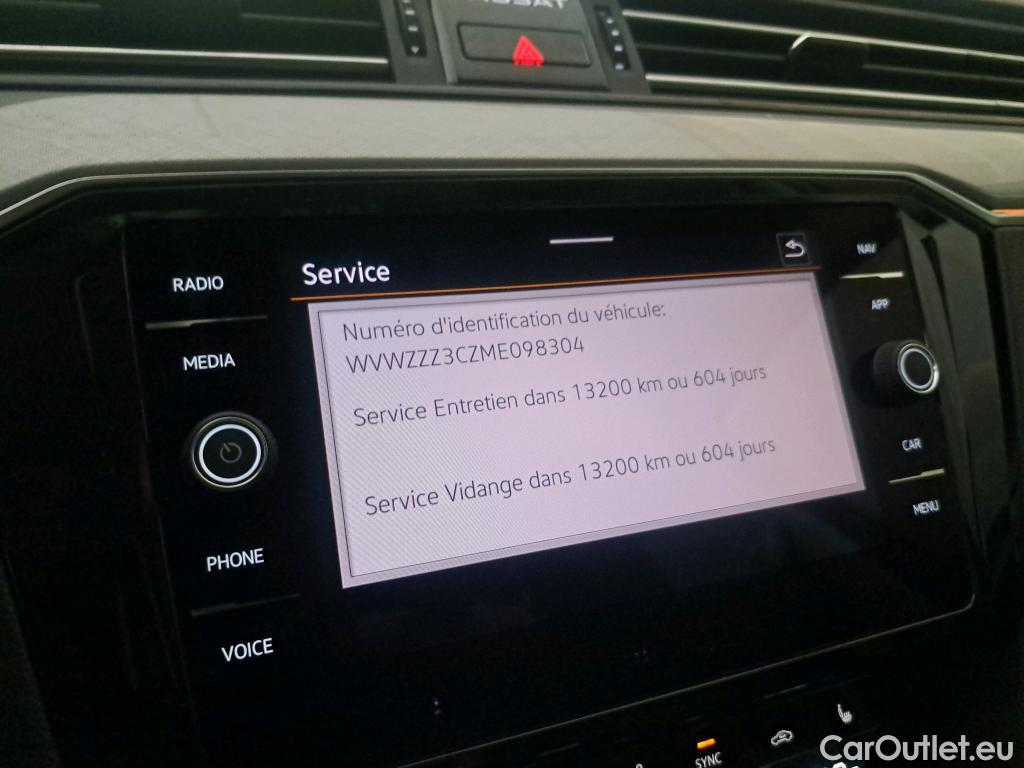 PASSAT
RADIO
MEDIA
PHONE
VOICE
Service
Numéro d'identification du véhicule:
WVWZZZ3CZME098304
Service Entretien dans 13200 km ou 604 jours
Service Vidange dans 13200 km ou 604 jours
NAV
APP
CAR
MENU
SYNC
CarOutlet.eu